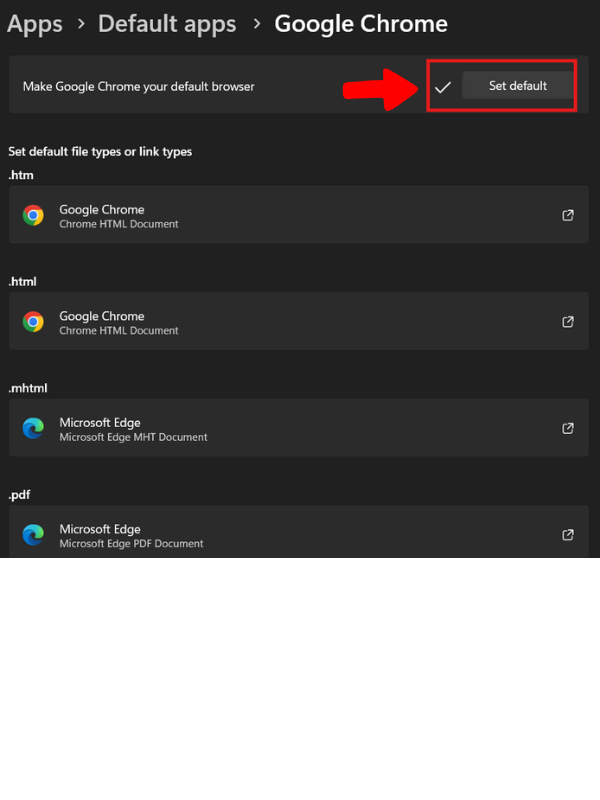 Apps > Default apps > Google Chrome
Make Google Chrome your default browser
Set default
Set default file types or link types
.htm
Google Chrome
Chrome HTML Document
.html
Google Chrome
Chrome HTML Document
.mhtml
Microsoft Edge
Microsoft Edge MHT Document
.pdf
Microsoft Edge
Microsoft Edge PDF Document